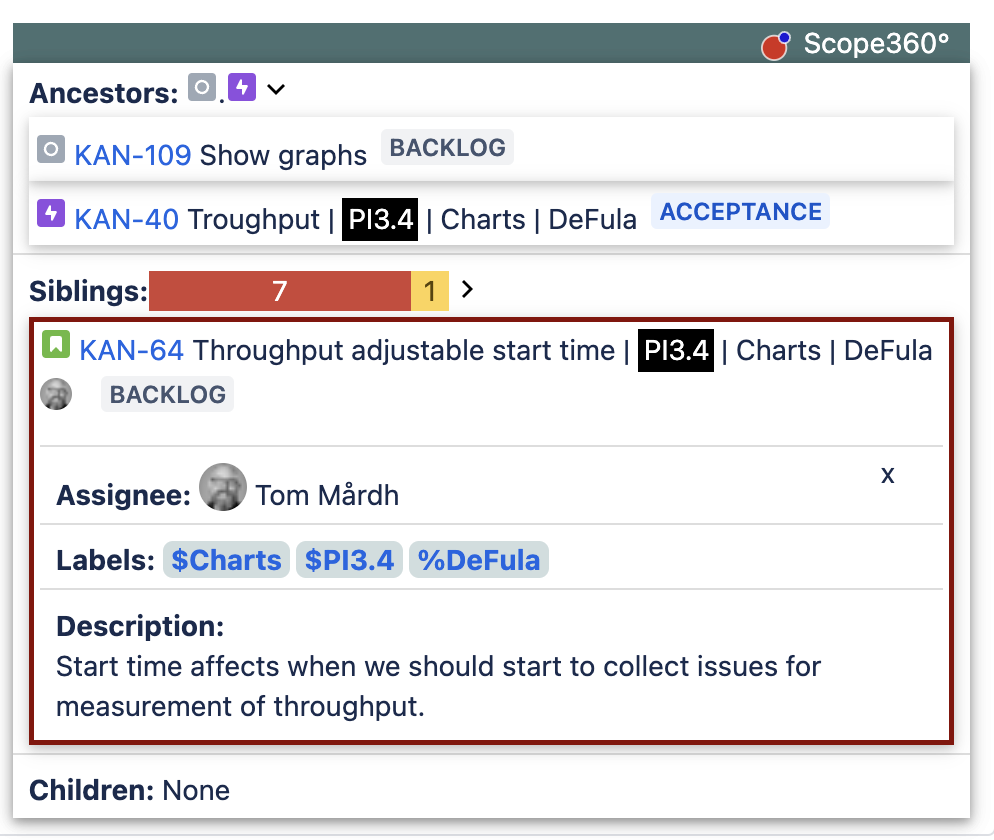 Scope360°
Ancestors: .
KAN-109 Show graphs BACKLOG
KAN-40 Troughput | PI3.4 | Charts | DeFula ACCEPTANCE
Siblings: 7 1
KAN-64 Throughput adjustable start time | PI3.4 | Charts | DeFula
BACKLOG
x
Assignee: Tom Mårdh
Labels: $Charts $PI3.4 %DeFula
Description:
Start time affects when we should start to collect issues for
measurement of throughput.
Children: None